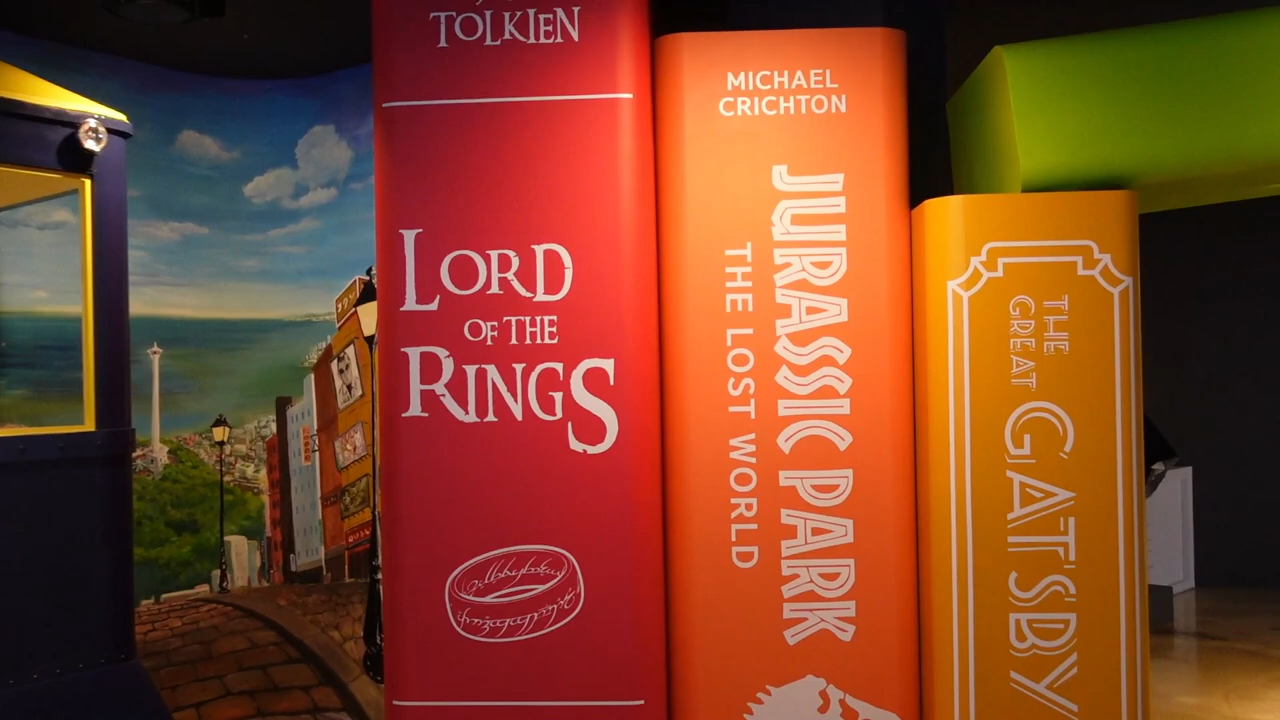 TOLKIEN
LORD
OF THE
RINGS
MICHAEL
CRICHTON
JURASSIC PARK
THE LOST WORLD
THE
GREAT
GATSBY